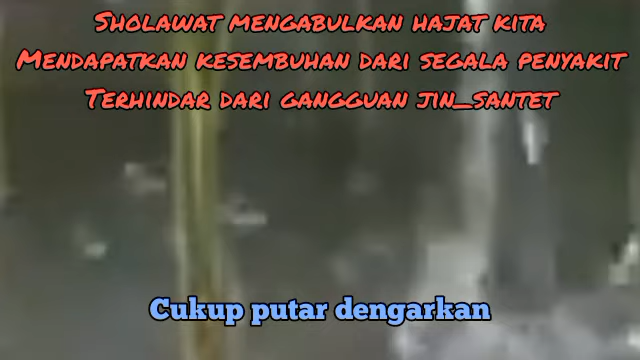 Sholawat mengabulkan hajat kita
Mendapatkan kesembuhan dari segala penyakit
Terhindar dari gangguan jin_santet
Cukup putar dengarkan